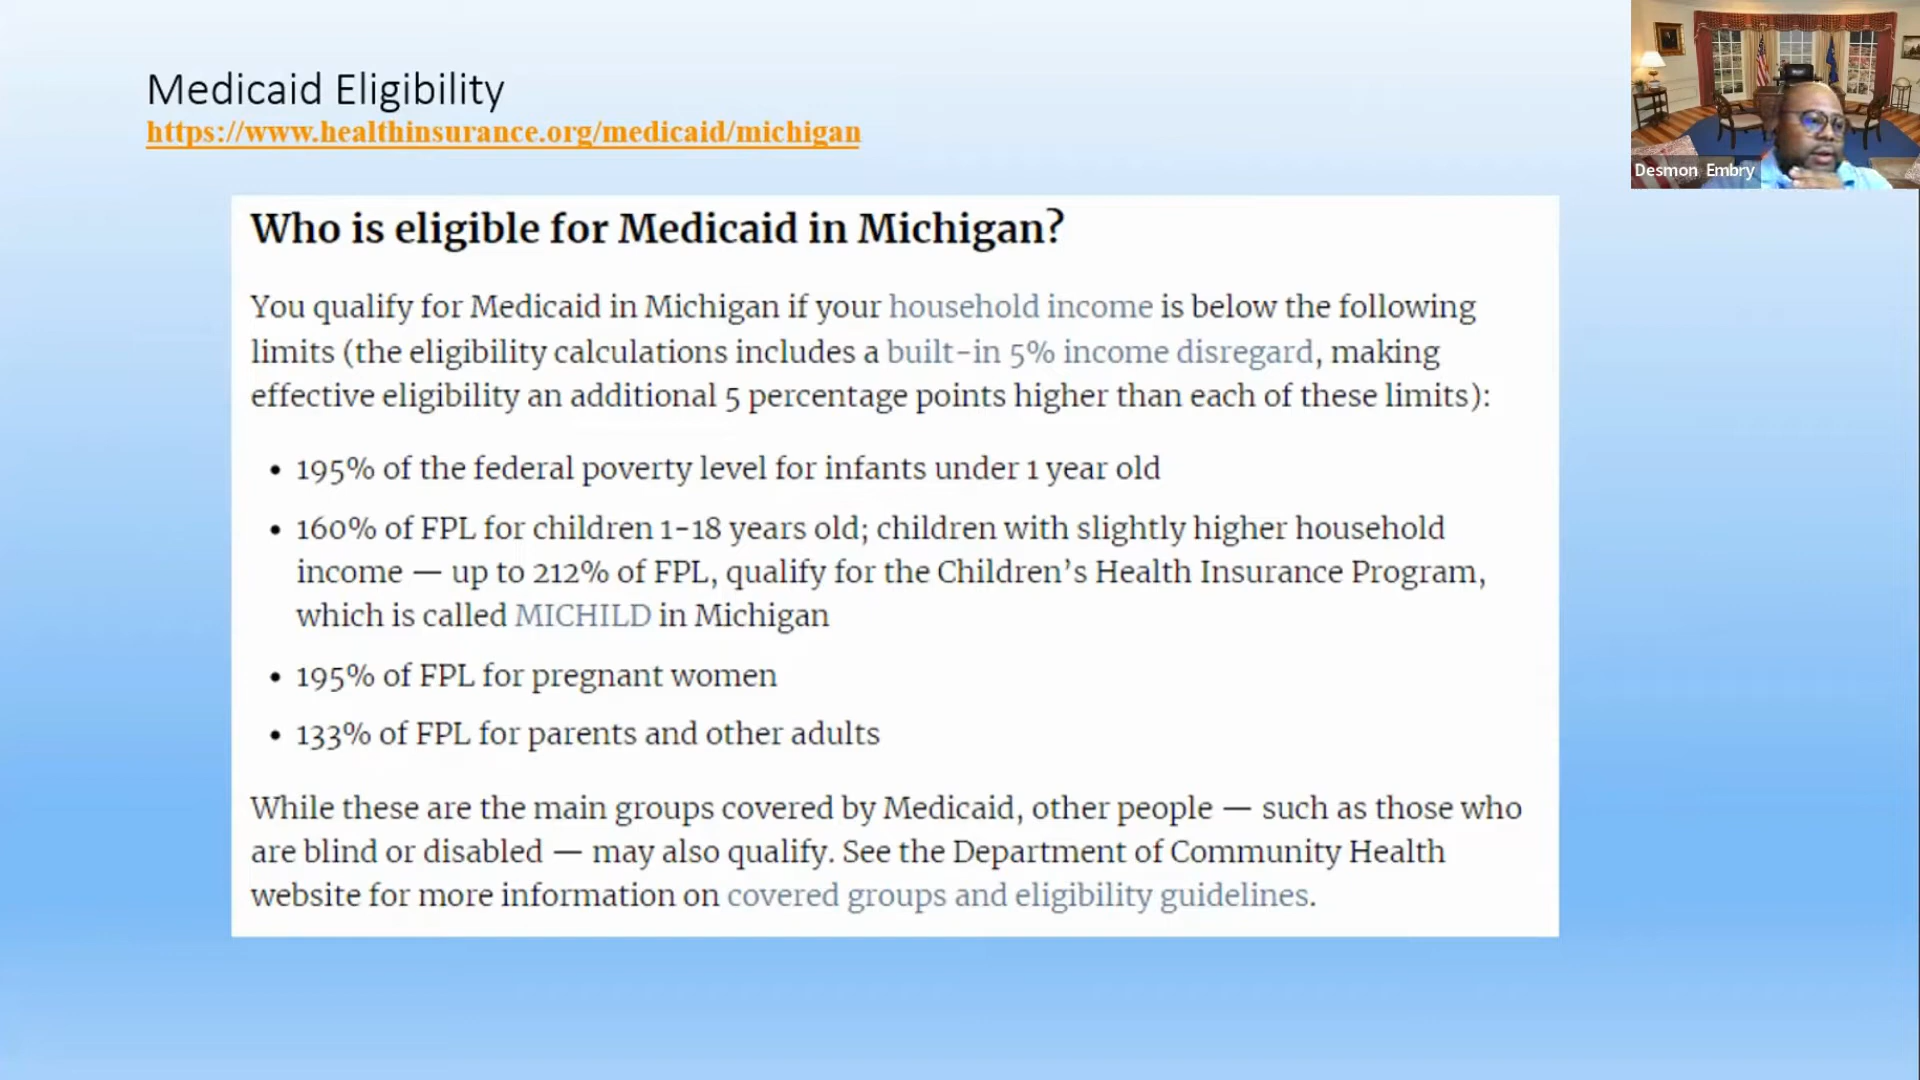 Medicaid Eligibility
https://www.healthinsurance.org/medicaid/michigan
Desmon Embry
Who is eligible for Medicaid in Michigan?
You qualify for Medicaid in Michigan if your household income is below the following
limits (the eligibility calculations includes a built-in 5% income disregard, making
effective eligibility an additional 5 percentage points higher than each of these limits):
• 195% of the federal poverty level for infants under 1 year old
• 160% of FPL for children 1-18 years old; children with slightly higher household
income — up to 212% of FPL, qualify for the Children’s Health Insurance Program,
which is called MICHILD in Michigan
• 195% of FPL for pregnant women
• 133% of FPL for parents and other adults
While these are the main groups covered by Medicaid, other people — such as those who
are blind or disabled — may also qualify. See the Department of Community Health
website for more information on covered groups and eligibility guidelines.